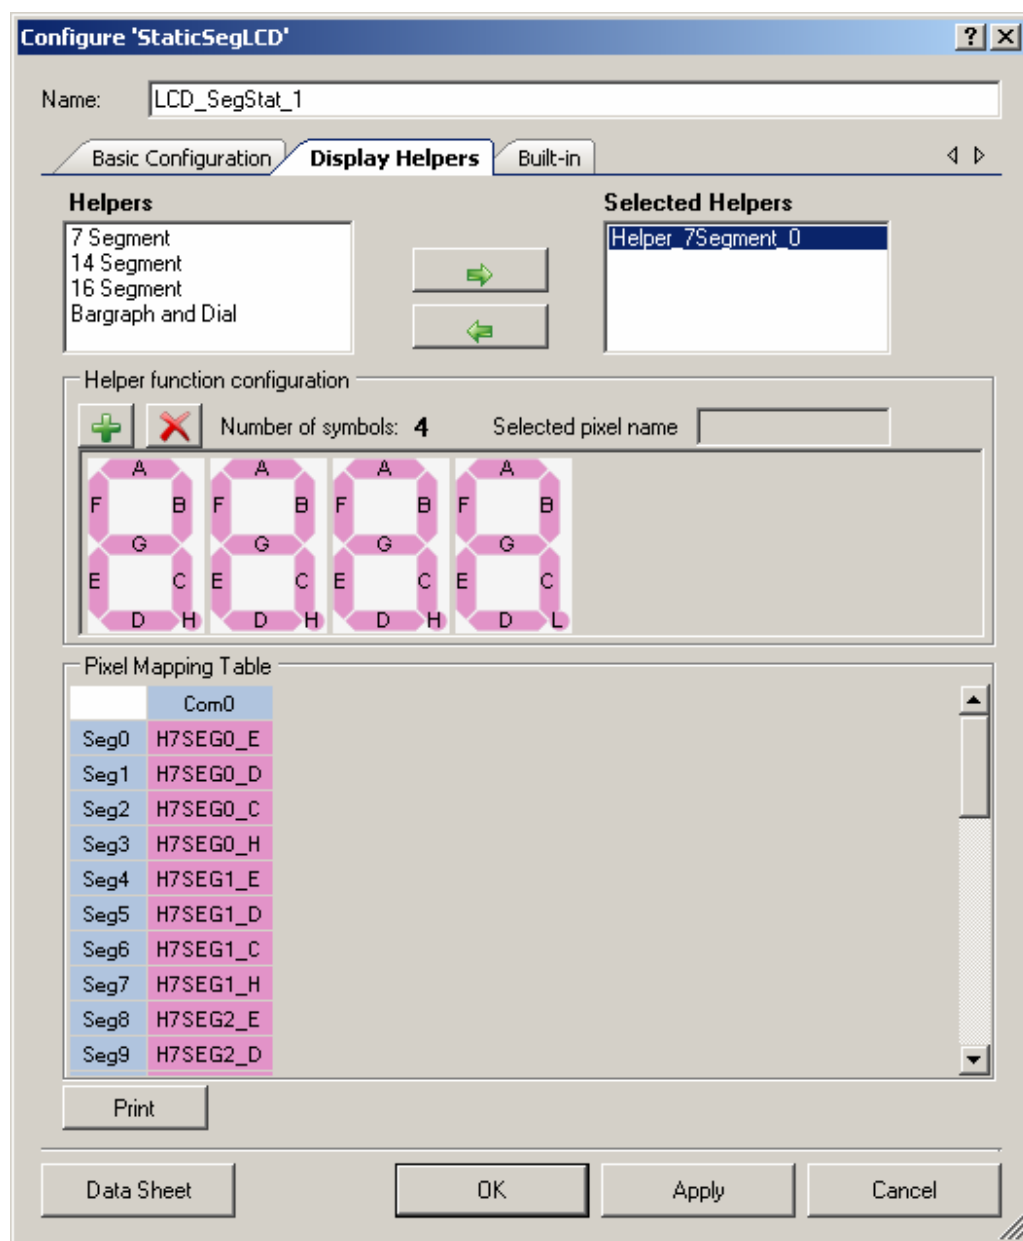 Configure 'StaticSegLCD'
Name: LCD_SegStat_1
Basic Configuration Display Helpers Built-in
Helpers Selected Helpers
7 Segment
14 Segment
16 Segment
Bargraph and Dial
Helper_7Segment_0
Helper function configuration
Number of symbols: 4 Selected pixel name
A A A A
F B F B F B F B
G G G G
E C E C E C E C
D H D H D H D L
Pixel Mapping Table
Com0
Seg0 H7SEG0_E
Seg1 H7SEG0_D
Seg2 H7SEG0_C
Seg3 H7SEG0_H
Seg4 H7SEG1_E
Seg5 H7SEG1_D
Seg6 H7SEG1_C
Seg7 H7SEG1_H
Seg8 H7SEG2_E
Seg9 H7SEG2_D
Print
Data Sheet OK Apply Cancel